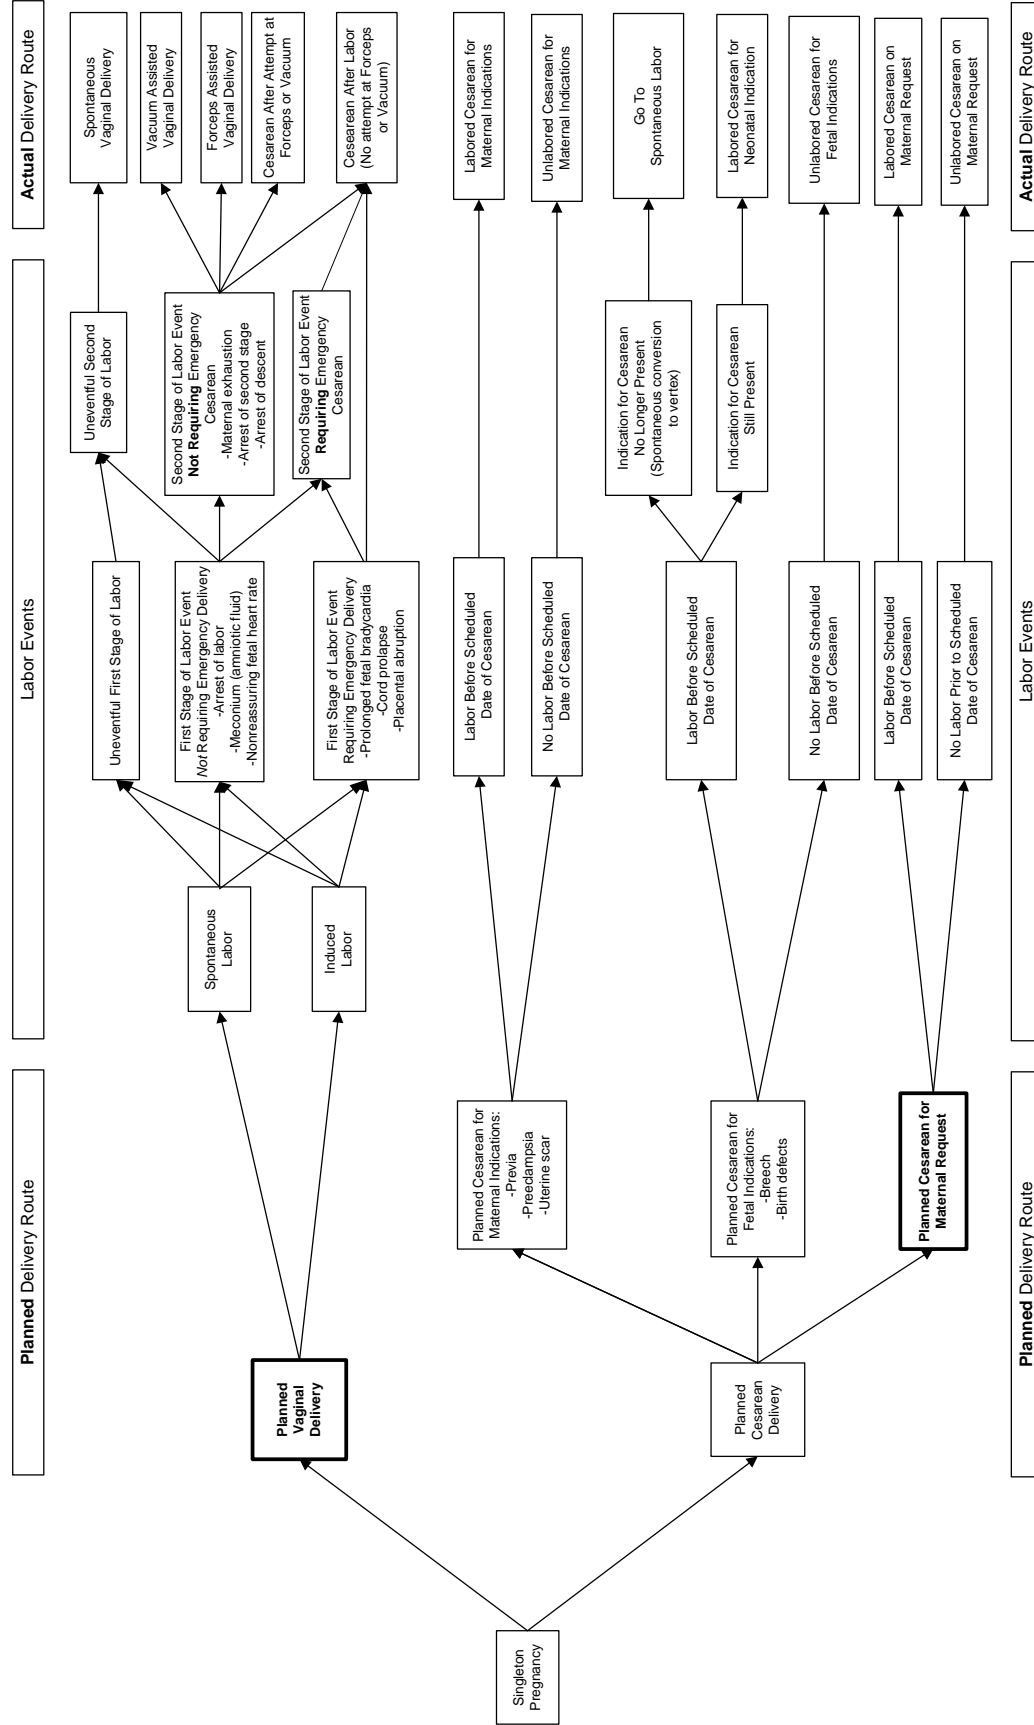 Planned Delivery Route
Labor Events
Actual Delivery Route
Singleton
Pregnancy
Planned
Vaginal
Delivery
Planned
Cesarean
Delivery
Planned Cesarean for
Maternal Indications:
-Previa
-Preeclampsia
-Uterine scar
Planned Cesarean for
Fetal Indications:
-Breech
-Birth defects
Planned Cesarean for
Maternal Request
Spontaneous
Labor
Induced
Labor
Uneventful First Stage of Labor
First Stage of Labor Event
Not Requiring Emergency Delivery
-Arrest of labor
-Meconium (amniotic fluid)
-Nonreassuring fetal heart rate
First Stage of Labor Event
Requiring Emergency Delivery
-Prolonged fetal bradycardia
-Cord prolapse
-Placental abruption
Labor Before Scheduled
Date of Cesarean
No Labor Before Scheduled
Date of Cesarean
Labor Before Scheduled
Date of Cesarean
No Labor Before Scheduled
Date of Cesarean
Labor Before Scheduled
Date of Cesarean
No Labor Prior to Scheduled
Date of Cesarean
Uneventful Second
Stage of Labor
Second Stage of Labor Event
Not Requiring Emergency
Cesarean
-Maternal exhaustion
-Arrest of second stage
-Arrest of descent
Second Stage of Labor Event
Requiring Emergency
Cesarean
Indication for Cesarean
No Longer Present
(Spontaneous conversion
to vertex)
Indication for Cesarean
Still Present
Spontaneous
Vaginal Delivery
Vacuum Assisted
Vaginal Delivery
Forceps Assisted
Vaginal Delivery
Cesarean After Attempt at
Forceps or Vacuum
Cesearean After Labor
(No attempt at Forceps
or Vacuum)
Labored Cesarean for
Maternal Indications
Unlabored Cesarean for
Maternal Indications
Go To
Spontaneous Labor
Labored Cesarean for
Neonatal Indication
Unlabored Cesarean for
Fetal Indications
Labored Cesarean on
Maternal Request
Unlabored Cesarean on
Maternal Request
Planned Delivery Route
Labor Events
Actual Delivery Route